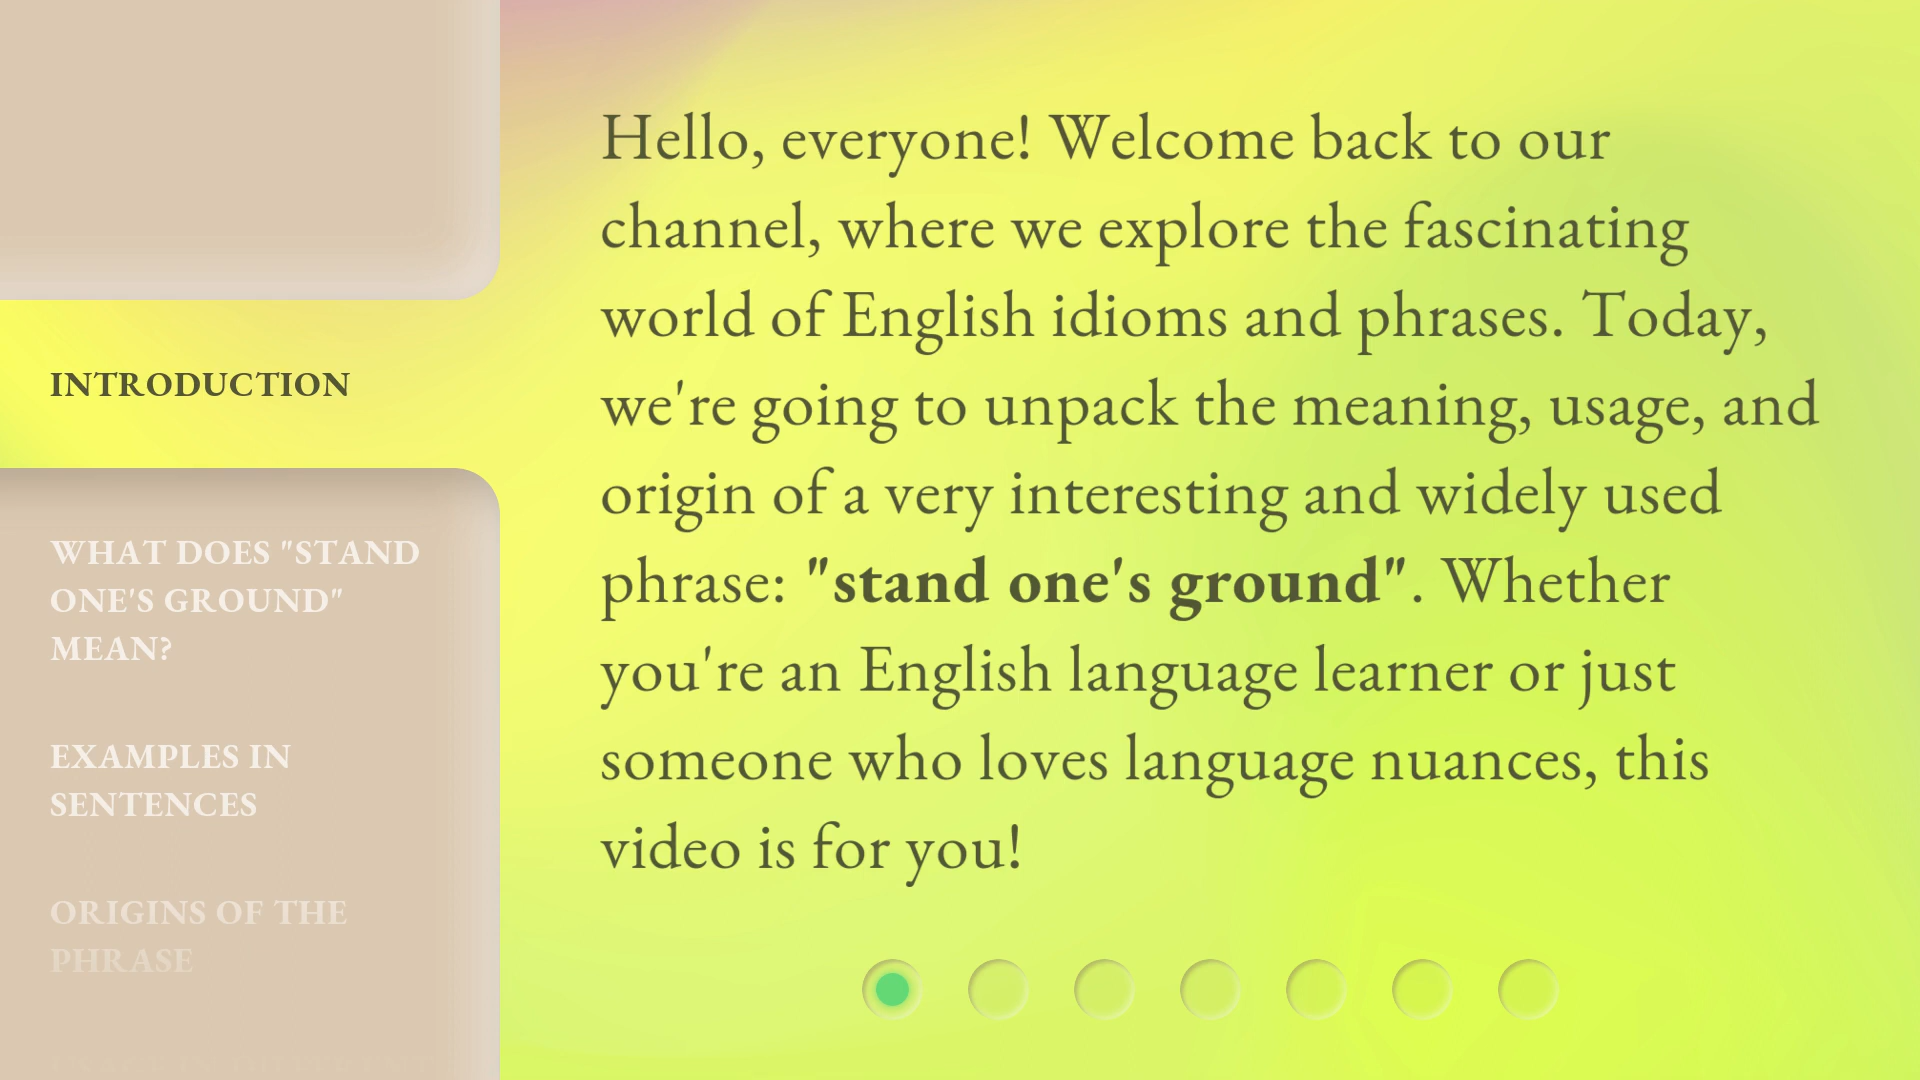 INTRODUCTION
WHAT DOES "STAND
ONE'S GROUND"
MEAN?
EXAMPLES IN
SENTENCES
ORIGINS OF THE
PHRASE
Hello, everyone! Welcome back to our
channel, where we explore the fascinating
world of English idioms and phrases. Today,
we're going to unpack the meaning, usage, and
origin of a very interesting and widely used
phrase: "stand one's ground". Whether
you're an English language learner or just
someone who loves language nuances, this
video is for you!